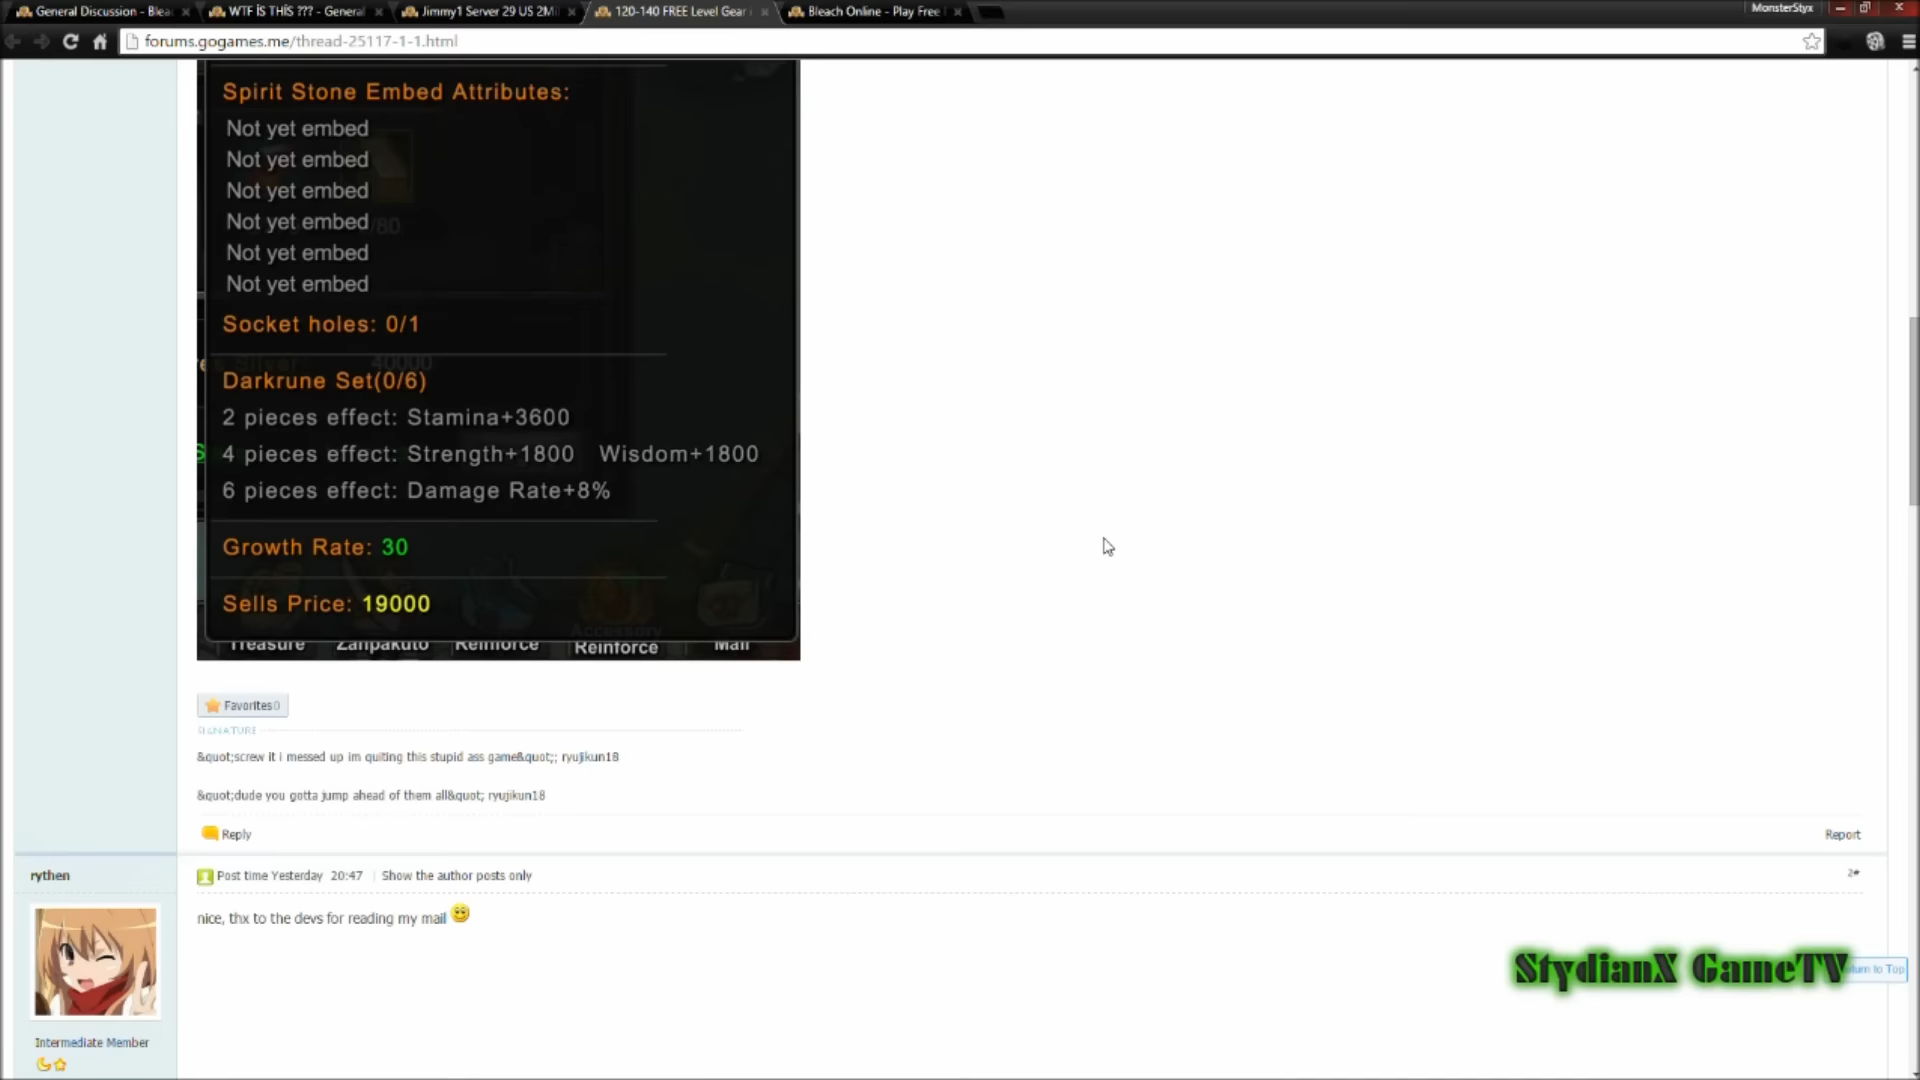 General Discussion - Blea
WTF İS THİS ??? - General
Jimmy1 Server 29 US 2M
120-140 FREE Level Gear
Bleach Online - Play Free
MonsterStyx
forums.gogames.me/thread-25117-1-1.html
Spirit Stone Embed Attributes:
Not yet embed
Not yet embed
Not yet embed
Not yet embed
Not yet embed
Not yet embed
Socket holes: 0/1
Darkrune Set(0/6)
2 pieces effect: Stamina+3600
4 pieces effect: Strength+1800 Wisdom+1800
6 pieces effect: Damage Rate+8%
Growth Rate: 30
Sells Price: 19000
Treasure Zanpakuto Reinforce Accessory Reinforce Mall
Favorites0
SIGNATURE
&quot;screw it i messed up im quiting this stupid ass game&quot;; ryujikun18
&quot;dude you gotta jump ahead of them all&quot; ryujikun18
Reply
Report
rythen
Post time Yesterday 20:47 | Show the author posts only
2#
nice, thx to the devs for reading my mail
StydianX GameTV
turn to Top
Intermediate Member